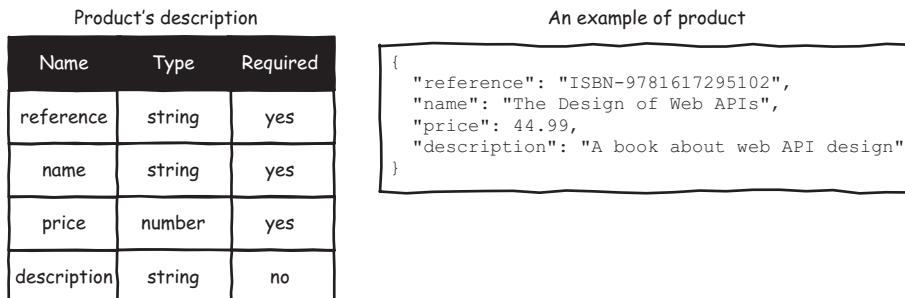 Product's description
Name Type Required
reference string yes
name string yes
price number yes
description string no
An example of product
{
"reference": "ISBN-9781617295102",
"name": "The Design of Web APIs",
"price": 44.99,
"description": "A book about web API design"
}